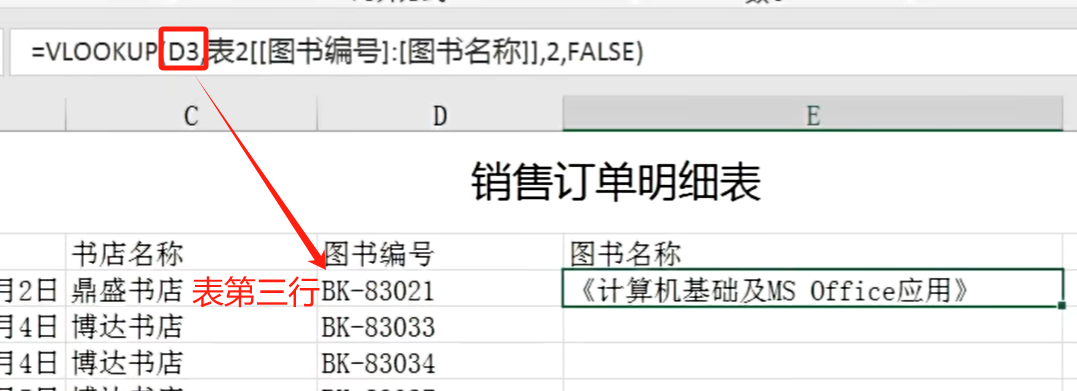 =VLOOKUP(D3,表2[[图书编号]:[图书名称]],2,FALSE)
C D E
销售订单明细表
书店名称 图书编号 图书名称
月2日 鼎盛书店 表第三行 BK-83021 《计算机基础及MS Office应用》
月4日 博达书店 BK-83033
月4日 博达书店 BK-83034